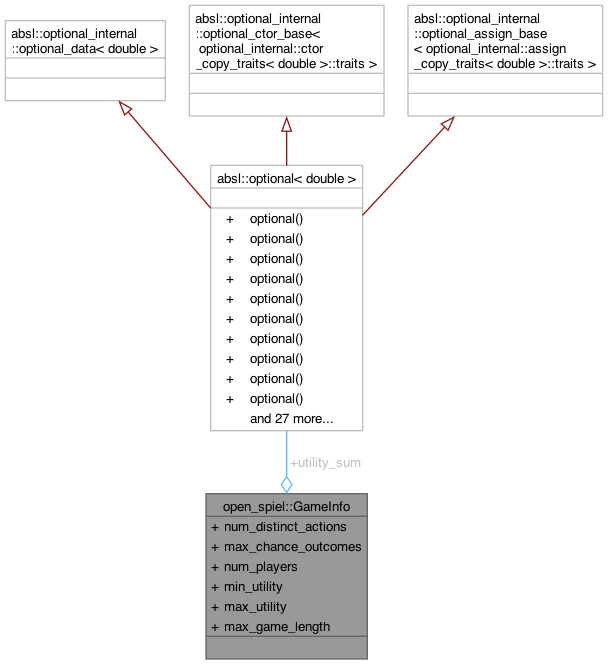 absl::optional_internal
::optional_data< double >
absl::optional_internal
::optional_ctor_base<
optional_internal::ctor
_copy_traits< double >::traits >
absl::optional_internal
::optional_assign_base
< optional_internal::assign
_copy_traits< double >::traits >
absl::optional< double >
+ optional()
+ optional()
+ optional()
+ optional()
+ optional()
+ optional()
+ optional()
+ optional()
+ optional()
+ optional()
and 27 more...
+utility_sum
open_spiel::GameInfo
+ num_distinct_actions
+ max_chance_outcomes
+ num_players
+ min_utility
+ max_utility
+ max_game_length